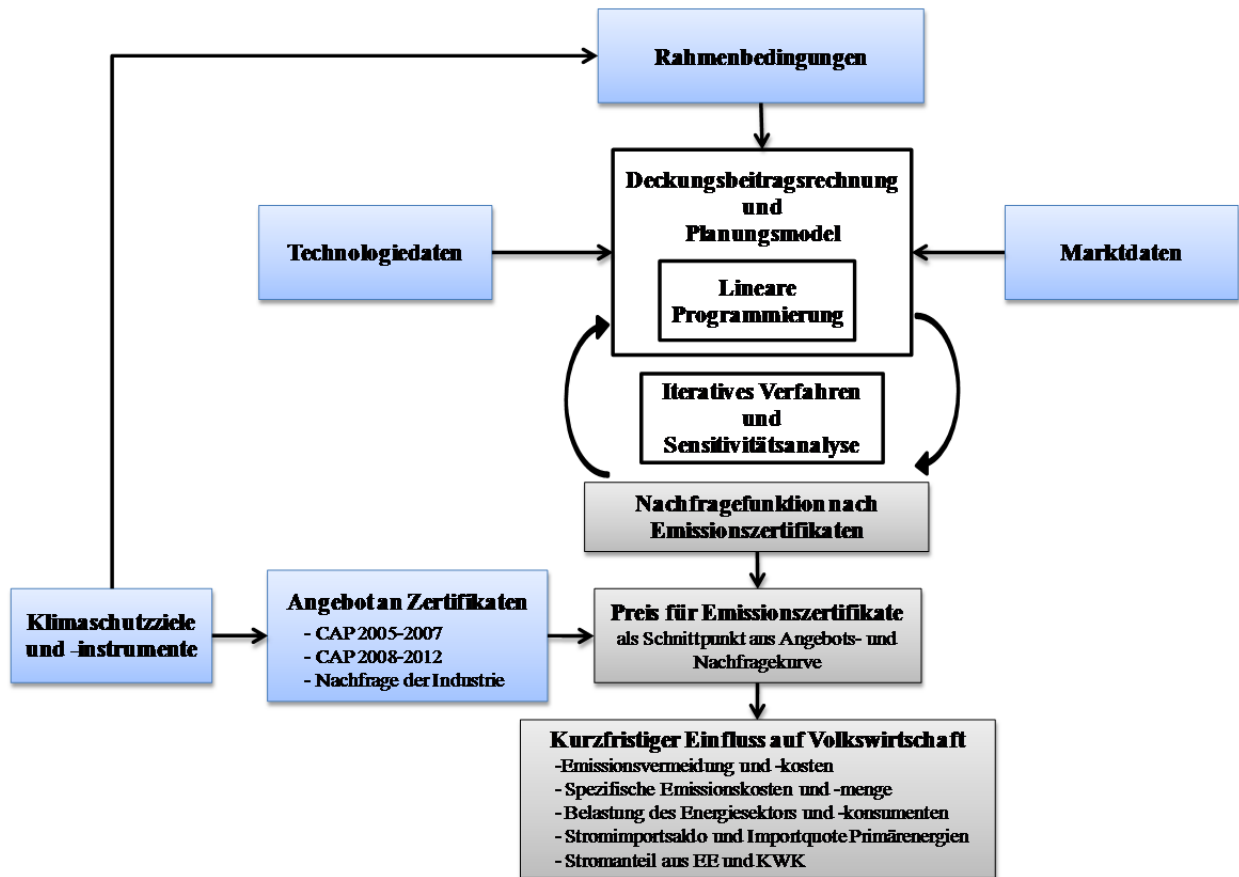 Rahmenbedingungen
Deckungsbeitragsrechnung
und
Planungsmodel
Technologiedaten
Marktdaten
Lineare
Programmierung
Iteratives Verfahren
und
Sensitivitätsanalyse
Nachfragefunktion nach
Emissionszertifikaten
Klimaschutzziele
und -instrumente
Angebot an Zertifikaten
- CAP 2005-2007
- CAP 2008-2012
- Nachfrage der Industrie
Preis für Emissionszertifikate
als Schnittpunkt aus Angebots- und
Nachfragekurve
Kurzfristiger Einfluss auf Volkswirtschaft
-Emissionsvermeidung und -kosten
- Spezifische Emissionskosten und -menge
- Belastung des Energiesektors und -konsumenten
- Stromimportsaldo und Importquote Primärenergien
- Stromanteil aus EE und KWK